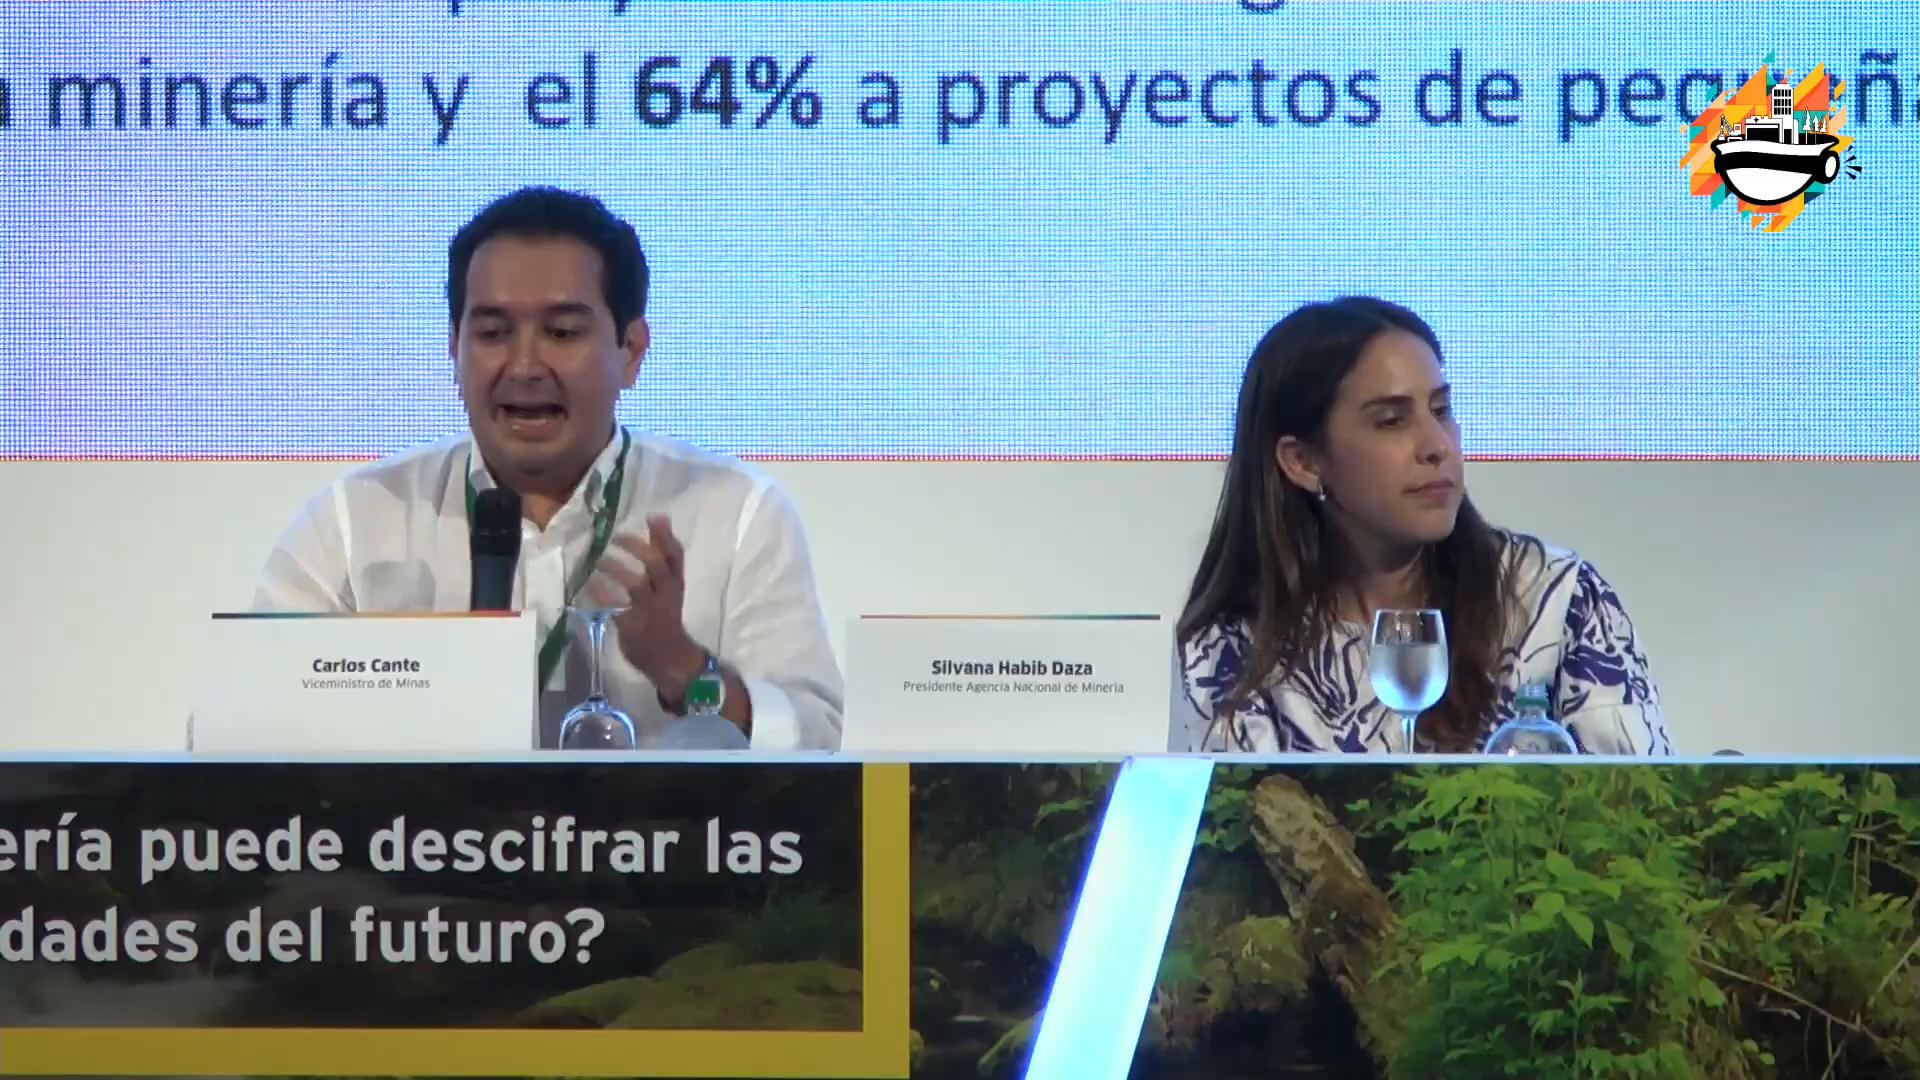 minería y el 64% a proyectos de
Carlos Cante
Viceministro de Minas
Silvana Habib Daza
Presidente Agencia Nacional de Minería
ería puede descifrar las
dades del futuro?